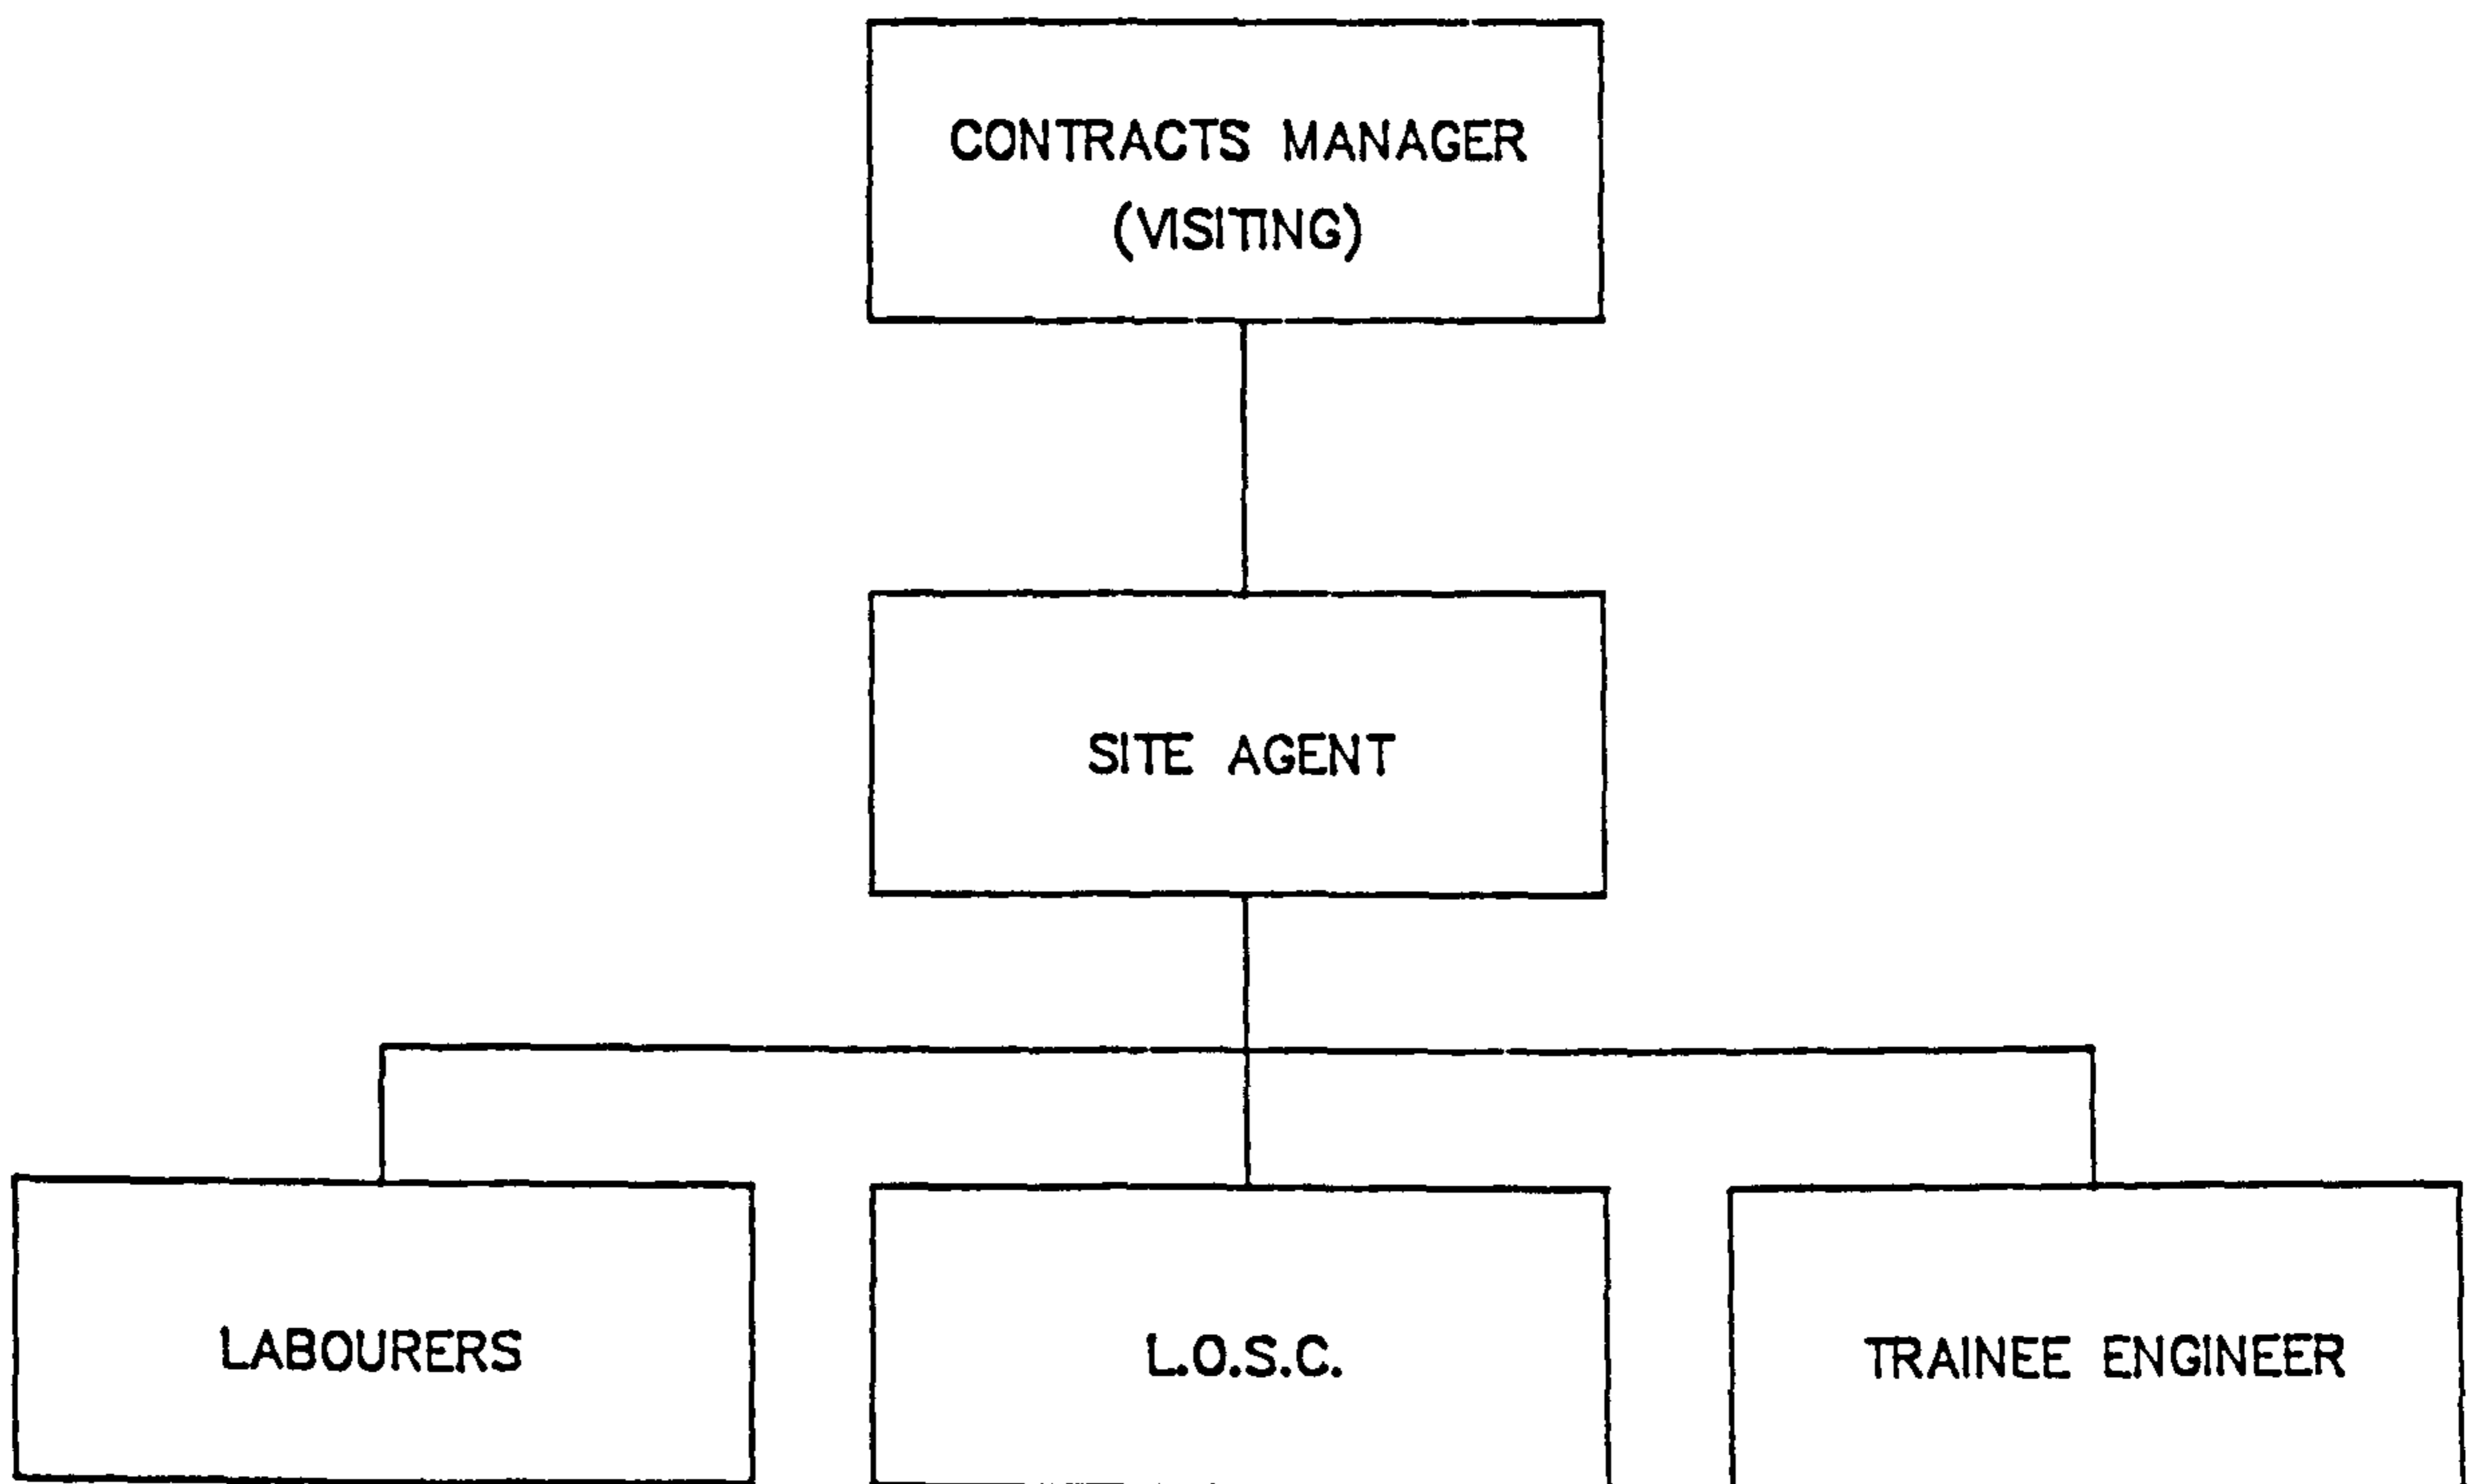 CONTRACTS MANAGER
(VISITING)
SITE AGENT
LABOURERS
L.O.S.C.
TRAINEE ENGINEER